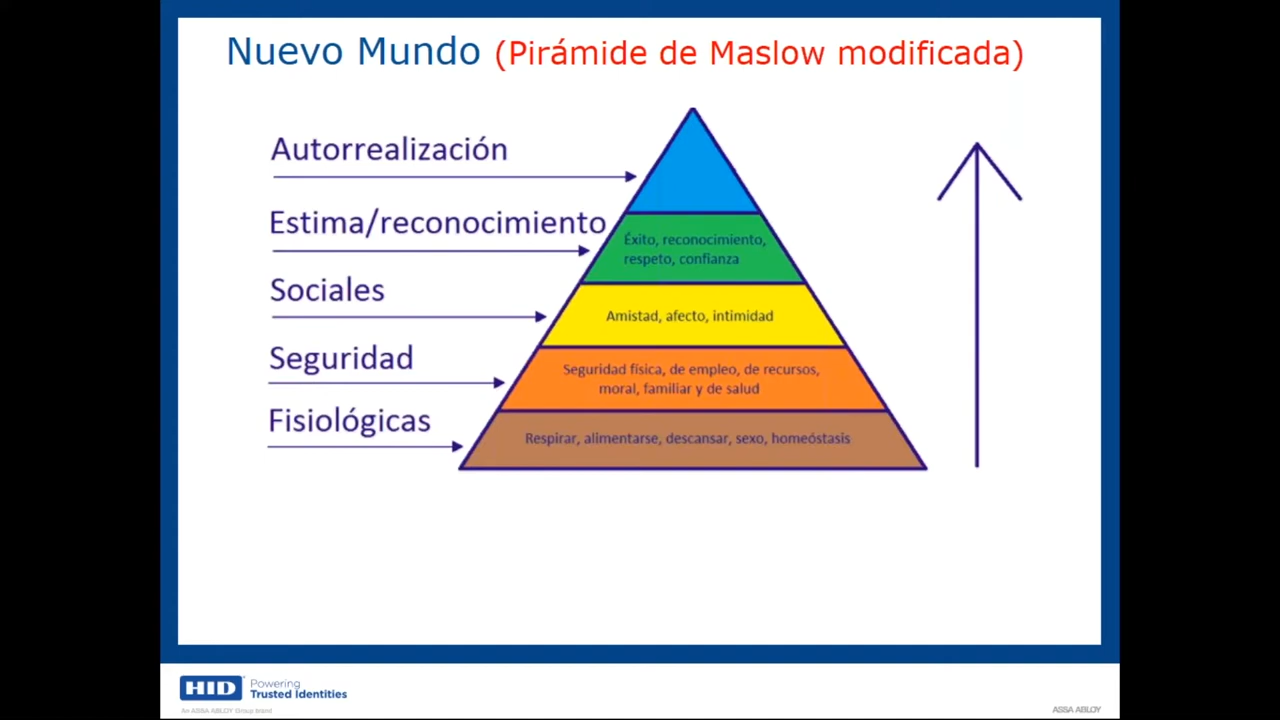 Nuevo Mundo (Pirámide de Maslow modificada)
Autorrealización
Estima/reconocimiento
Éxito, reconocimiento,
respeto, confianza
Sociales
Amistad, afecto, intimidad
Seguridad
Seguridad física, de empleo, de recursos,
moral, familiar y de salud
Fisiológicas
Respirar, alimentarse, descansar, sexo, homeóstasis
HID
Powering
Trusted Identities
An ASSA ABLOY Group brand
ASSA ABLOY